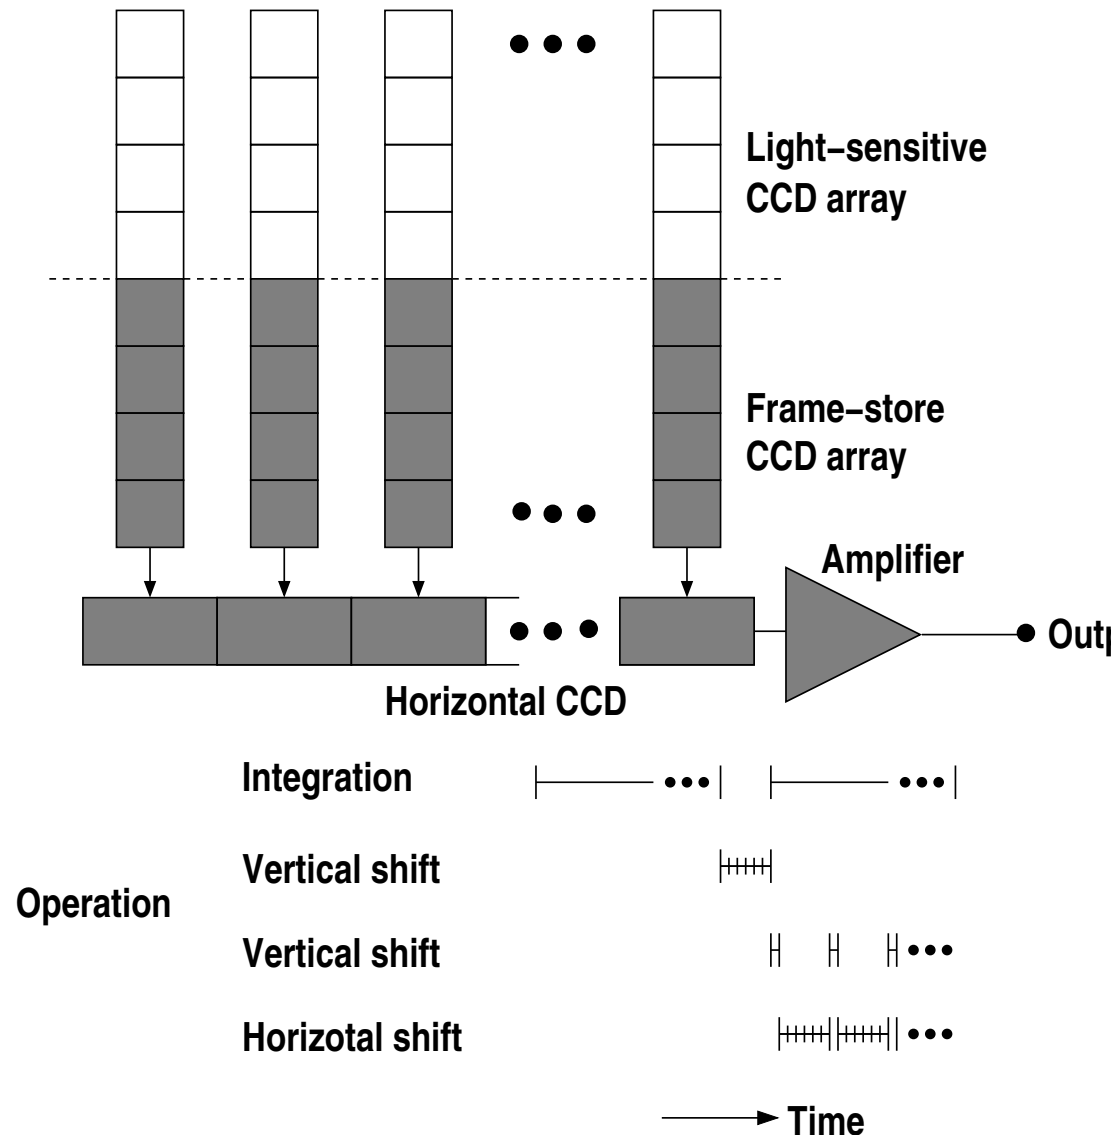 Light−sensitive
CCD array
Frame−store
CCD array
Amplifier
Horizontal CCD
Integration
Vertical shift
Operation
Vertical shift
Horizotal shift
Time